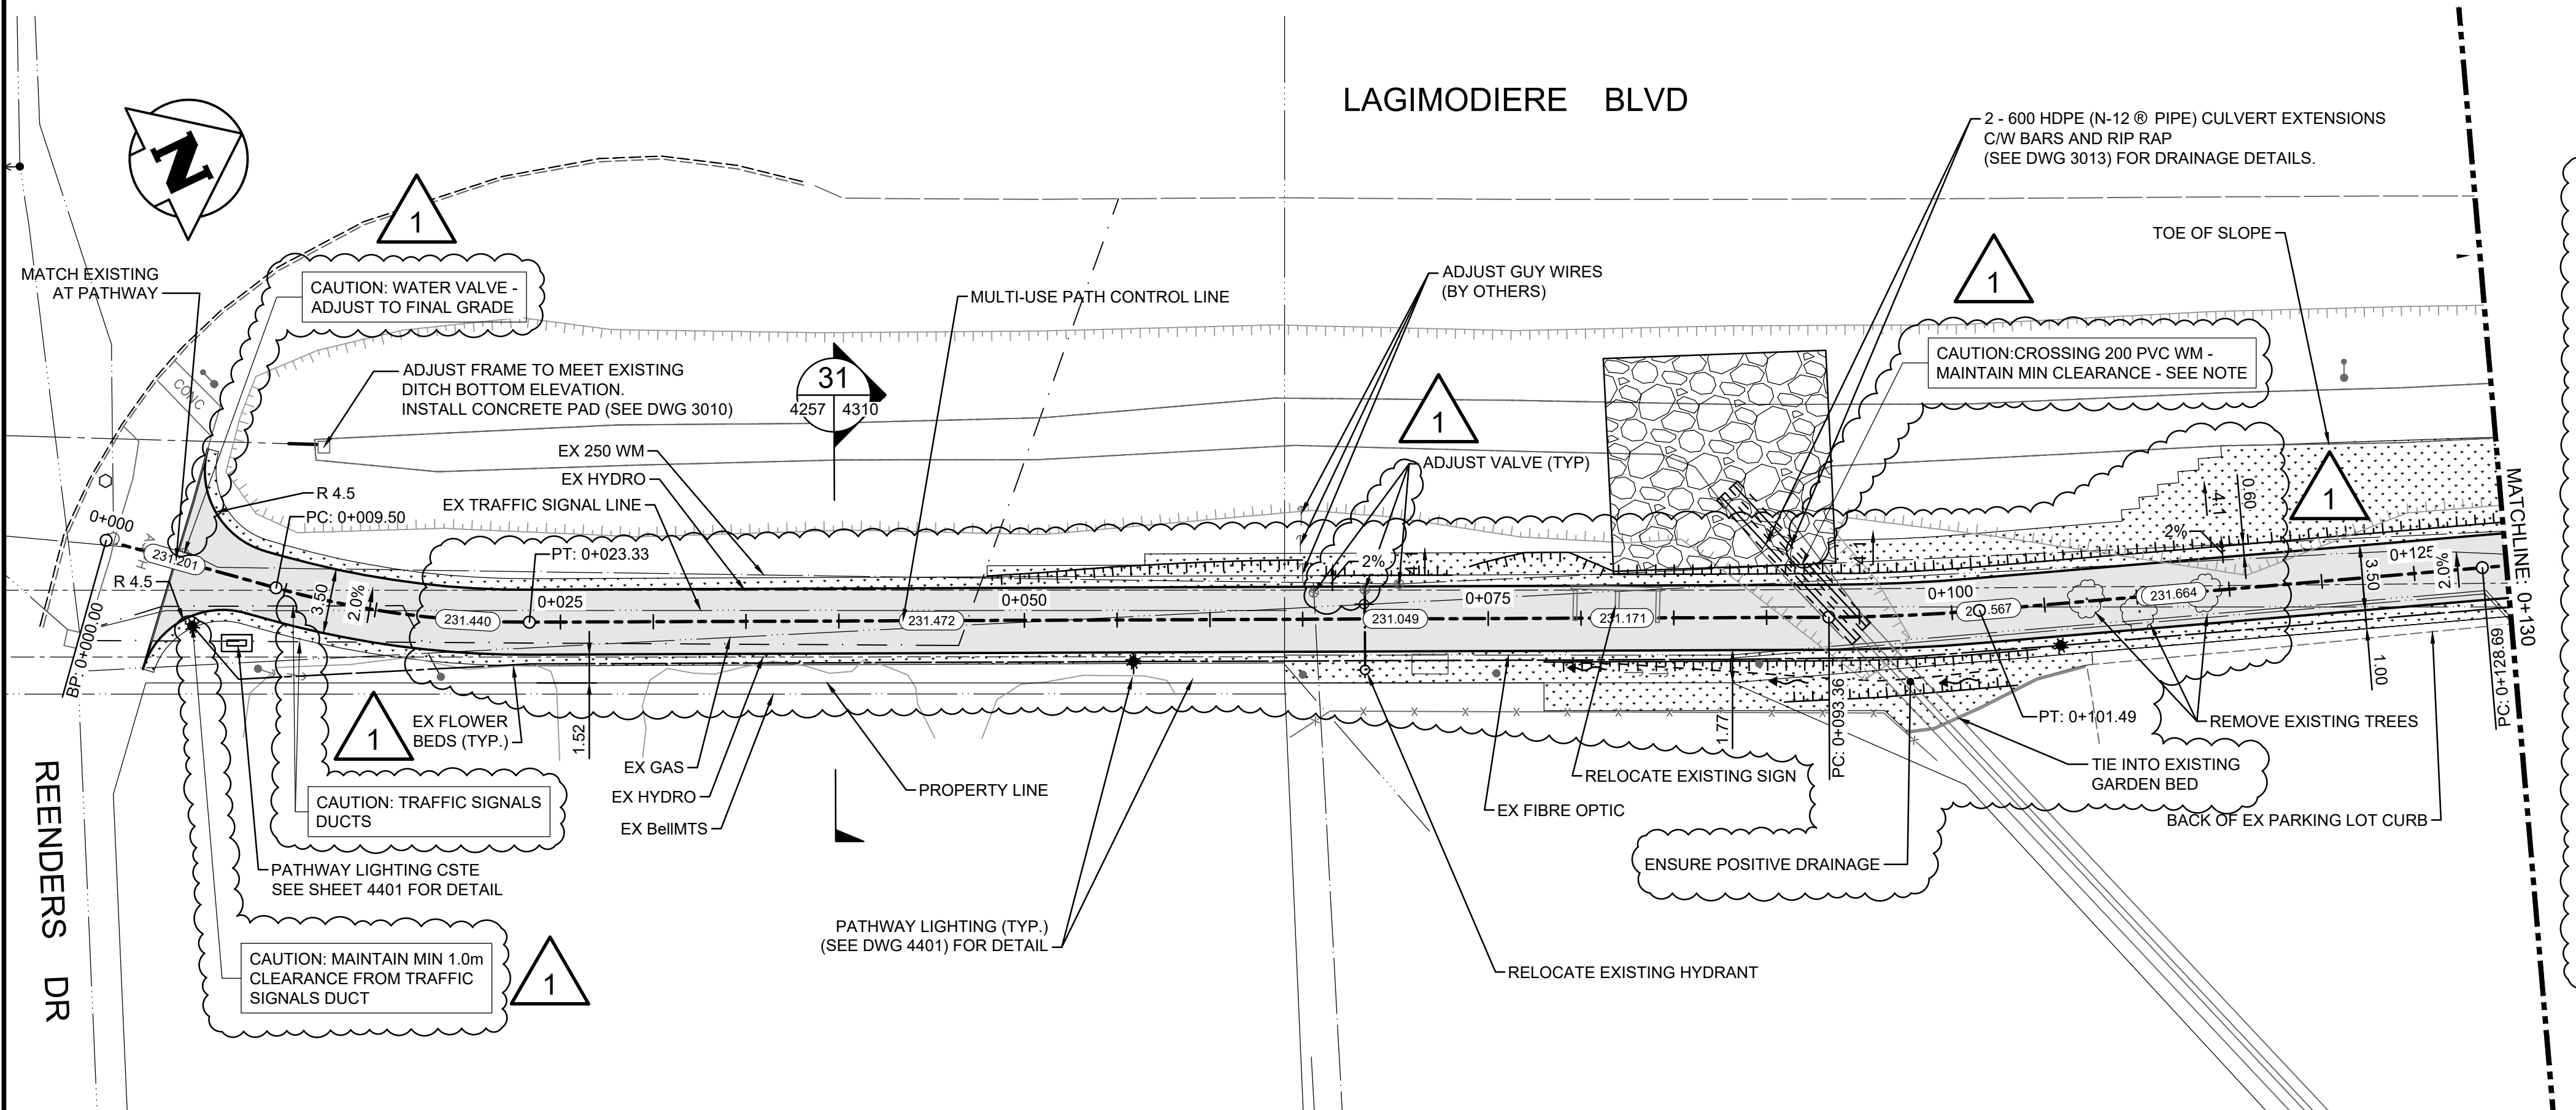 LAGIMODIERE BLVD
2 - 600 HDPE (N-12 ® PIPE) CULVERT EXTENSIONS
C/W BARS AND RIP RAP
(SEE DWG 3013) FOR DRAINAGE DETAILS.
N
1
TOE OF SLOPE
1
MATCH EXISTING
AT PATHWAY
CAUTION: WATER VALVE -
ADJUST TO FINAL GRADE
MULTI-USE PATH CONTROL LINE
ADJUST GUY WIRES
(BY OTHERS)
CAUTION:CROSSING 200 PVC WM -
MAINTAIN MIN CLEARANCE - SEE NOTE
ADJUST FRAME TO MEET EXISTING
DITCH BOTTOM ELEVATION.
INSTALL CONCRETE PAD (SEE DWG 3010)
31
4257 4310
CONC
1
EX 250 WM
EX HYDRO
EX TRAFFIC SIGNAL LINE
ADJUST VALVE (TYP)
R 4.5
PC: 0+009.50
0+000
231.201
R 4.5
BP: 0+000.00
3.50
2.0%
PT: 0+023.33
231.440
0+025
231.472
0+050
2%
231.049
0+075
231.171
0+100
4:1
0.60
1
2%
231.664
3.50
0+125
2.0%
MATCHLINE: 0+130
PC: 0+128.69
1.00
1
EX FLOWER
BEDS (TYP.)
1.52
1.77
PC: 0+093.36
PT: 0+101.49
REMOVE EXISTING TREES
EX GAS
EX HYDRO
EX BellMTS
PROPERTY LINE
RELOCATE EXISTING SIGN
EX FIBRE OPTIC
TIE INTO EXISTING
GARDEN BED
BACK OF EX PARKING LOT CURB
CAUTION: TRAFFIC SIGNALS
DUCTS
PATHWAY LIGHTING CSTE
SEE SHEET 4401 FOR DETAIL
ENSURE POSITIVE DRAINAGE
REENDERS DR
PATHWAY LIGHTING (TYP.)
(SEE DWG 4401) FOR DETAIL
RELOCATE EXISTING HYDRANT
CAUTION: MAINTAIN MIN 1.0m
CLEARANCE FROM TRAFFIC
SIGNALS DUCT
1